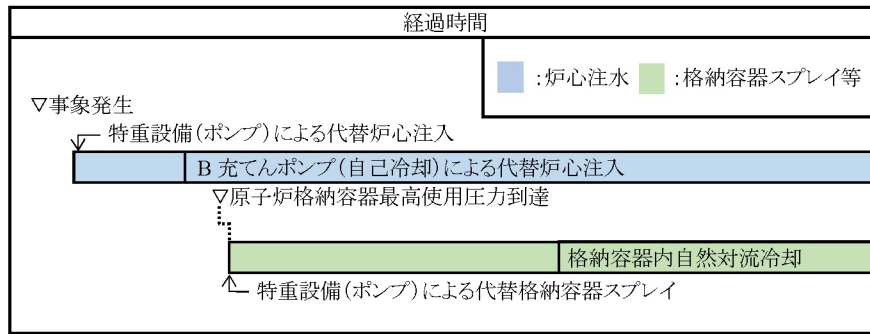 経過時間
:炉心注水 :格納容器スプレイ等
▽事象発生
特重設備(ポンプ)による代替炉心注入
B 充てんポンプ(自己冷却)による代替炉心注入
▽原子炉格納容器最高使用圧力到達
格納容器内自然対流冷却
特重設備(ポンプ)による代替格納容器スプレイ